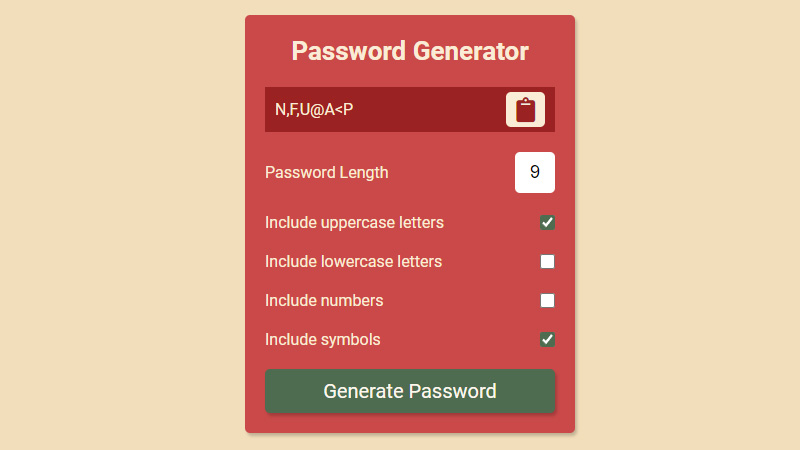 Password Generator
N,F,U@A<P
Password Length
9
Include uppercase letters
Include lowercase letters
Include numbers
Include symbols
Generate Password